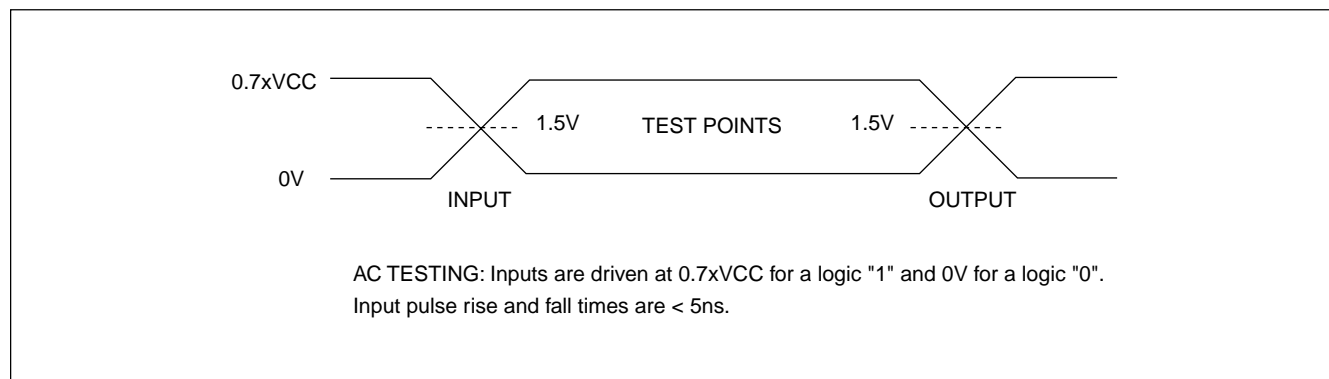 0.7xVCC
1.5V TEST POINTS 1.5V
0V
INPUT OUTPUT
AC TESTING: Inputs are driven at 0.7xVCC for a logic "1" and 0V for a logic "0".
Input pulse rise and fall times are < 5ns.